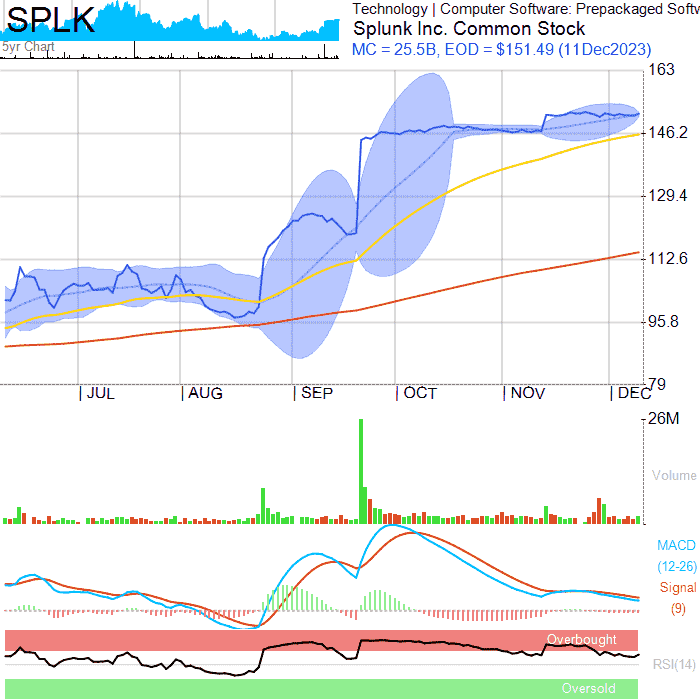 SPLK
5yr Chart
Technology | Computer Software: Prepackaged Softw
Splunk Inc. Common Stock
MC = 25.5B, EOD = $151.49 (11Dec2023)
163
146.2
129.4
112.6
95.8
79
JUL
AUG
SEP
OCT
NOV
DEC
26M
Volume
MACD
(12-26)
Signal
(9)
Overbought
RSI(14)
Oversold